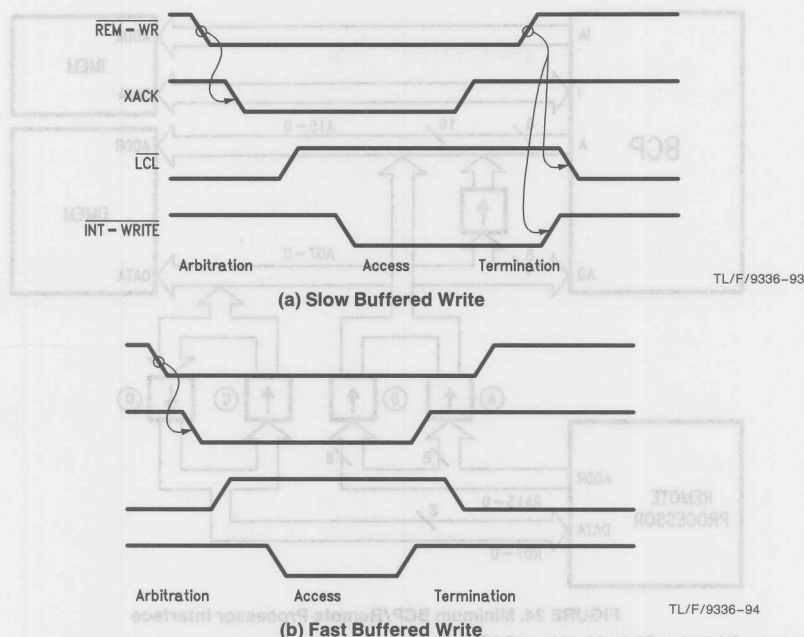 REM-WR
XACK
LCL
INT-WRITE
Arbitration Access Termination
TL/F/9336-93
(a) Slow Buffered Write
Arbitration Access Termination
TL/F/9336-94
(b) Fast Buffered Write